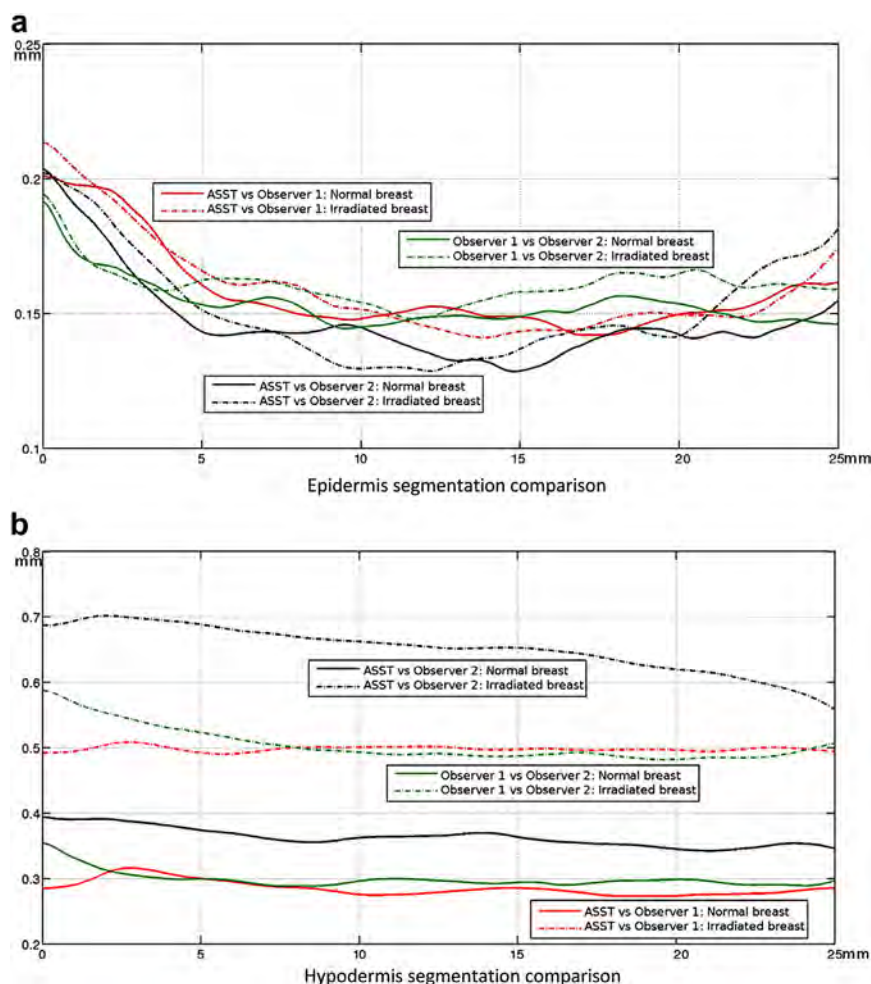 a
0.25
mm
0.2
0.15
0.1
ASST vs Observer 1: Normal breast
ASST vs Observer 1: Irradiated breast
Observer 1 vs Observer 2: Normal breast
Observer 1 vs Observer 2: Irradiated breast
ASST vs Observer 2: Normal breast
ASST vs Observer 2: Irradiated breast
0 5 10 15 20 25mm
Epidermis segmentation comparison
b
0.8
mm
0.7
0.6
0.5
0.4
0.3
0.2
ASST vs Observer 2: Normal breast
ASST vs Observer 2: Irradiated breast
Observer 1 vs Observer 2: Normal breast
Observer 1 vs Observer 2: Irradiated breast
ASST vs Observer 1: Normal breast
ASST vs Observer 1: Irradiated breast
0 5 10 15 20 25mm
Hypodermis segmentation comparison